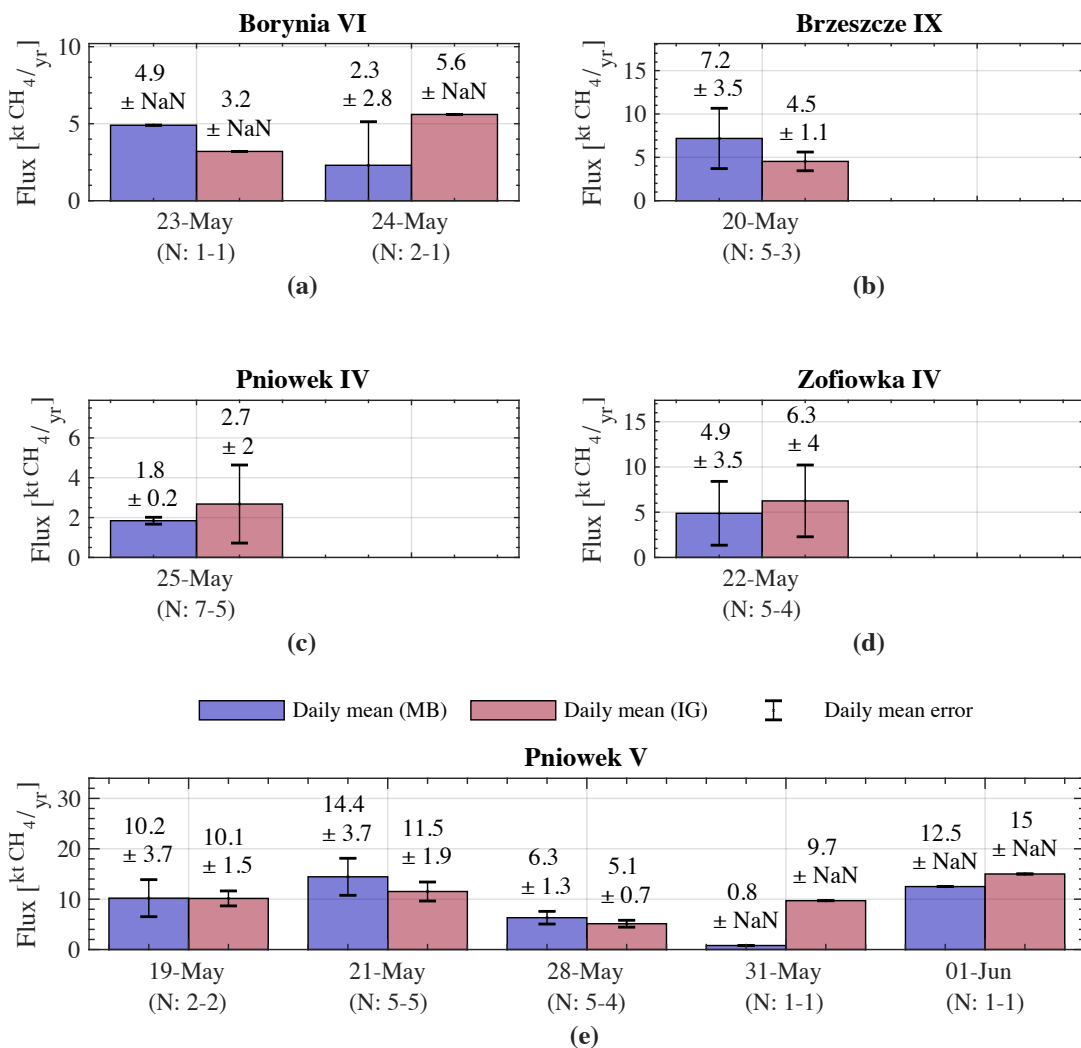 Borynia VI
Flux [kt CH4/yr]
10
5
0
4.9
± NaN
3.2
± NaN
2.3
± 2.8
5.6
± NaN
23-May
(N: 1-1)
24-May
(N: 2-1)
(a)
Brzeszcze IX
Flux [kt CH4/yr]
15
10
5
0
7.2
± 3.5
4.5
± 1.1
20-May
(N: 5-3)
(b)
Pniowek IV
Flux [kt CH4/yr]
6
4
2
0
1.8
± 0.2
2.7
± 2
25-May
(N: 7-5)
(c)
Zofiowka IV
Flux [kt CH4/yr]
15
10
5
0
4.9
± 3.5
6.3
± 4
22-May
(N: 5-4)
(d)
Daily mean (MB) Daily mean (IG) Daily mean error
Pniowek V
Flux [kt CH4/yr]
30
20
10
0
10.2
± 3.7
10.1
± 1.5
14.4
± 3.7
11.5
± 1.9
6.3
± 1.3
5.1
± 0.7
0.8
± NaN
9.7
± NaN
12.5
± NaN
15
± NaN
19-May
(N: 2-2)
21-May
(N: 5-5)
28-May
(N: 5-4)
31-May
(N: 1-1)
01-Jun
(N: 1-1)
(e)